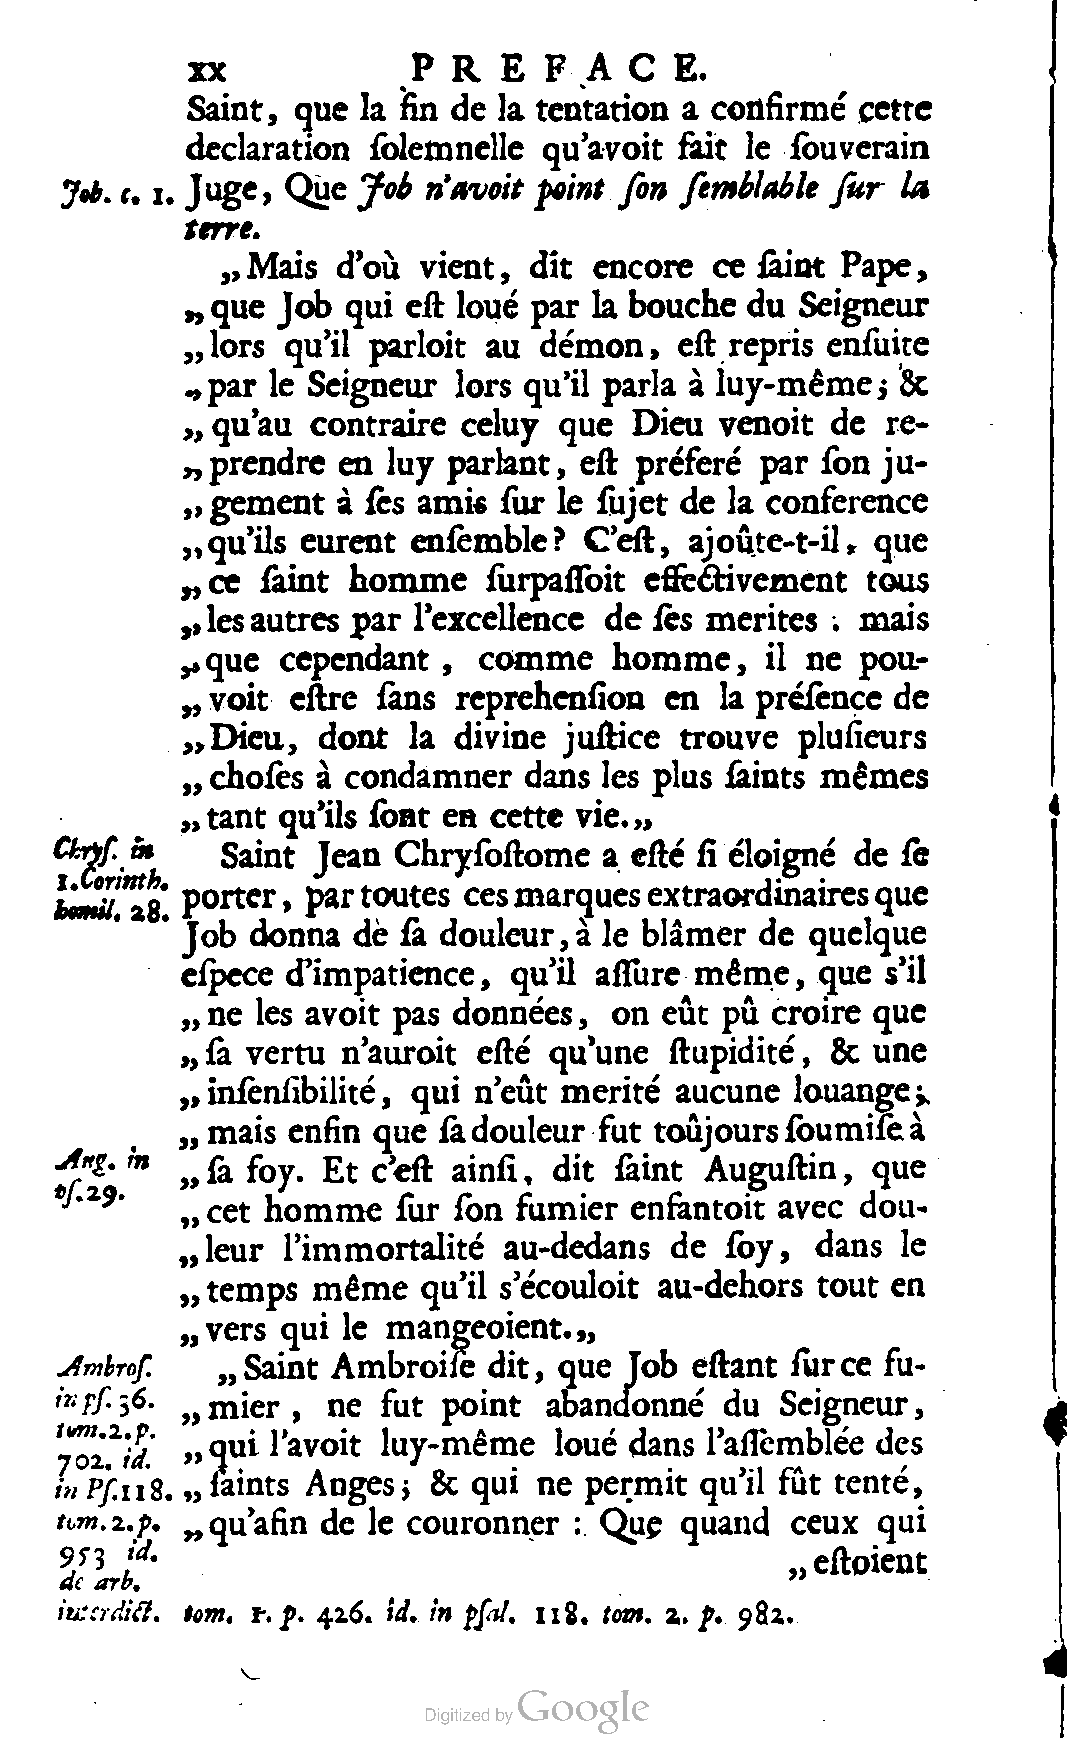 xx PREFACE.
Saint, que la fin de la tentation a confirmé cette
declaration ſolemnelle qu'avoit fait le ſouverain
Job. c. 1. Juge, Que Job n'avoit point ſon ſemblable ſur la
terre.
„Mais d'où vient, dit encore ce ſaint Pape,
„que Job qui eſt loué par la bouche du Seigneur
„lors qu'il parloit au démon, eſt repris enſuite
„par le Seigneur lors qu'il parla à luy-même; &
„qu'au contraire celuy que Dieu venoit de re-
„prendre en luy parlant, eſt préferé par ſon ju-
„gement à ſes amis ſur le ſujet de la conference
„qu'ils eurent enſemble? C'eſt, ajoûte-t-il, que
„ce ſaint homme ſurpaſſoit effectivement tous
„les autres par l'excellence de ſes merites : mais
„que cependant, comme homme, il ne pou-
„voit eſtre ſans reprehenſion en la préſence de
„Dieu, dont la divine juſtice trouve pluſieurs
„choſes à condamner dans les plus ſaints mêmes
„tant qu'ils ſont en cette vie.„
Chryſ. in
1. Corinth.
homil. 28.
Saint Jean Chryſoſtome a eſté ſi éloigné de ſe
porter, par toutes ces marques extraordinaires que
Job donna de ſa douleur, à le blâmer de quelque
eſpece d'impatience, qu'il aſſure même, que s'il
„ne les avoit pas données, on eût pû croire que
„ſa vertu n'auroit eſté qu'une ſtupidité, & une
„inſenſibilité, qui n'eût merité aucune louange;
„mais enfin que ſa douleur fut toûjours ſoumiſe à
Aug. in
pſ. 29.
„ſa foy. Et c'eſt ainſi, dit ſaint Auguſtin, que
„cet homme ſur ſon fumier enfantoit avec dou-
„leur l'immortalité au-dedans de ſoy, dans le
„temps même qu'il s'écouloit au-dehors tout en
„vers qui le mangeoient.„
Ambroſ.
in pſ. 36.
tom. 2. p.
702. id.
in Pſ. 118.
tom. 2. p.
953 id.
de arb.
„Saint Ambroiſe dit, que Job eſtant ſur ce fu-
„mier, ne fut point abandonné du Seigneur,
„qui l'avoit luy-même loué dans l'aſſemblée des
„ſaints Anges; & qui ne permit qu'il fût tenté,
„qu'afin de le couronner : Que quand ceux qui
„eſtoient
interdict. tom. 1. p. 426. id. in pſal. 118. tom. 2. p. 982.
Digitized by Google